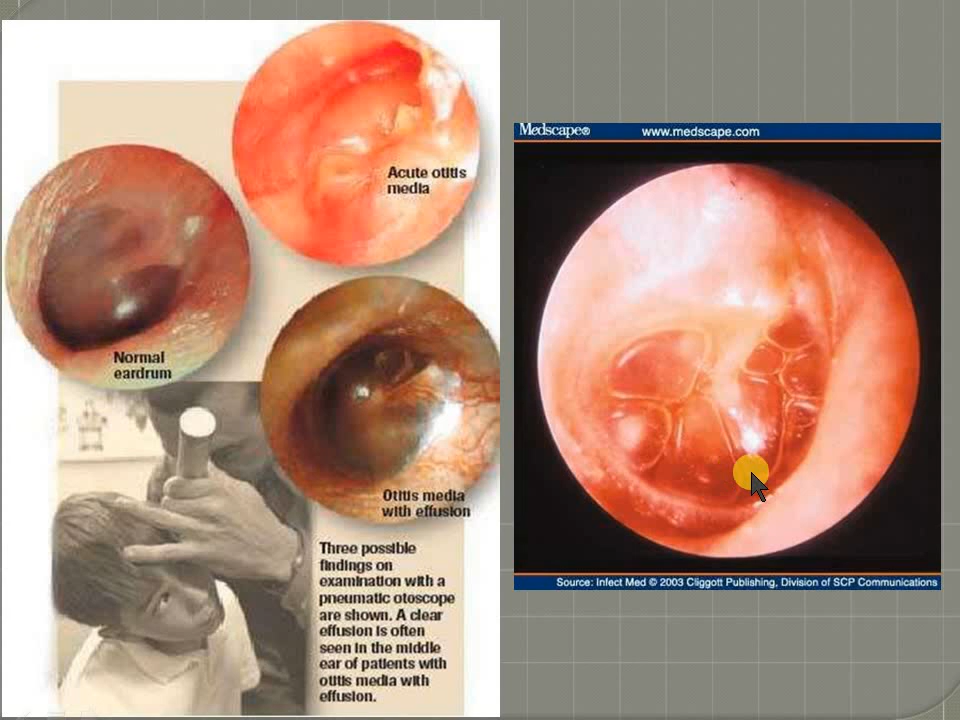 Acute otitis
media
Normal
eardrum
Otitis media
with effusion
Three possible
findings on
examination with a
pneumatic otoscope
are shown. A clear
effusion is often
seen in the middle
ear of patients with
otitis media with
effusion.
Medscape® www.medscape.com
Source: Infect Med © 2003 Cliggott Publishing, Division of SCP Communications